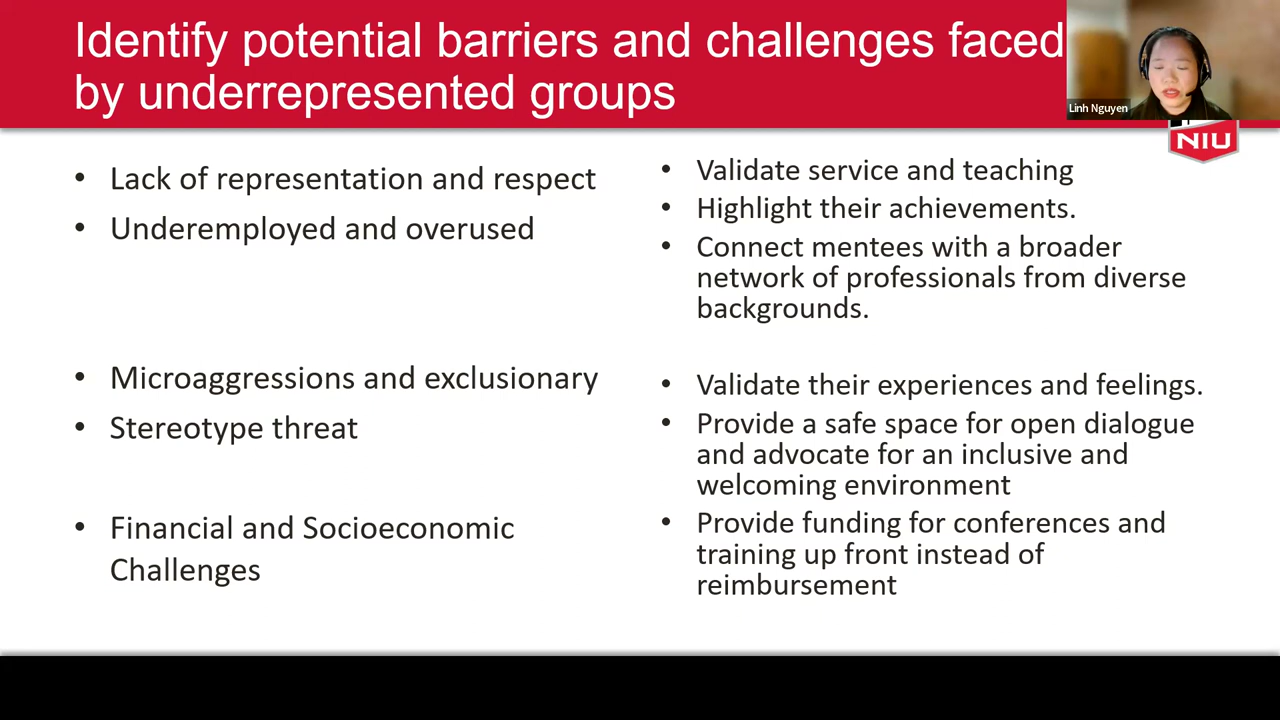 Identify potential barriers and challenges faced
by underrepresented groups
Linh Nguyen
NIU
• Lack of representation and respect
• Underemployed and overused
• Microaggressions and exclusionary
• Stereotype threat
• Financial and Socioeconomic
Challenges
• Validate service and teaching
• Highlight their achievements.
• Connect mentees with a broader
network of professionals from diverse
backgrounds.
• Validate their experiences and feelings.
• Provide a safe space for open dialogue
and advocate for an inclusive and
welcoming environment
• Provide funding for conferences and
training up front instead of
reimbursement